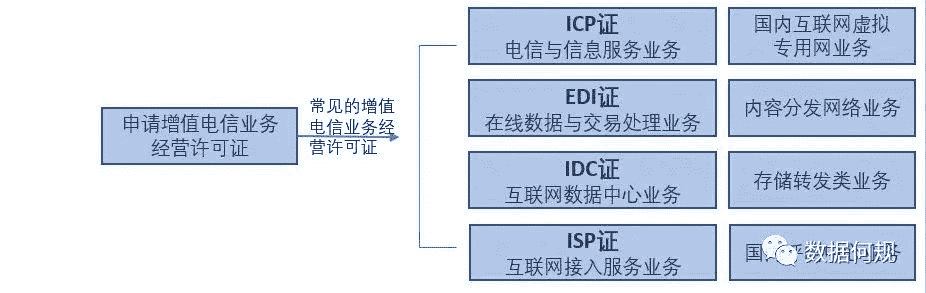 申请增值电信业务
经营许可证
常见的增值
电信业务经
营许可证
ICP证
电信与信息服务业务
国内互联网虚拟
专用网业务
EDI证
在线数据与交易处理业务
内容分发网络业务
IDC证
互联网数据中心业务
存储转发类业务
ISP证
互联网接入服务业务
数据何规